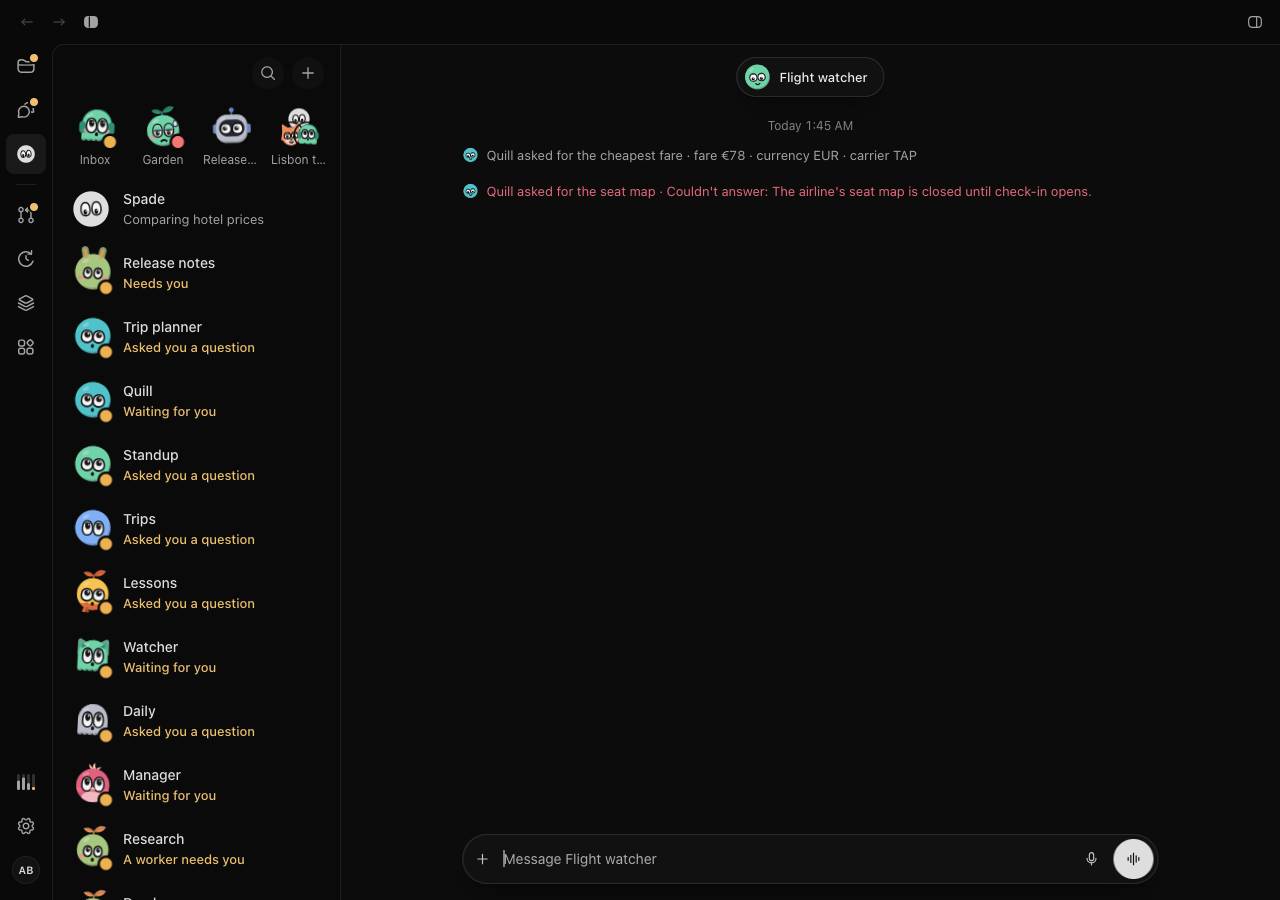 Flight watcher
Today 1:45 AM
Quill asked for the cheapest fare · fare €78 · currency EUR · carrier TAP
Quill asked for the seat map · Couldn't answer: The airline's seat map is closed until check-in opens.
Inbox
Garden
Release...
Lisbon t...
Spade
Comparing hotel prices
Release notes
Needs you
Trip planner
Asked you a question
Quill
Waiting for you
Standup
Asked you a question
Trips
Asked you a question
Lessons
Asked you a question
Watcher
Waiting for you
Daily
Asked you a question
Manager
Waiting for you
Research
A worker needs you
Message Flight watcher
AB